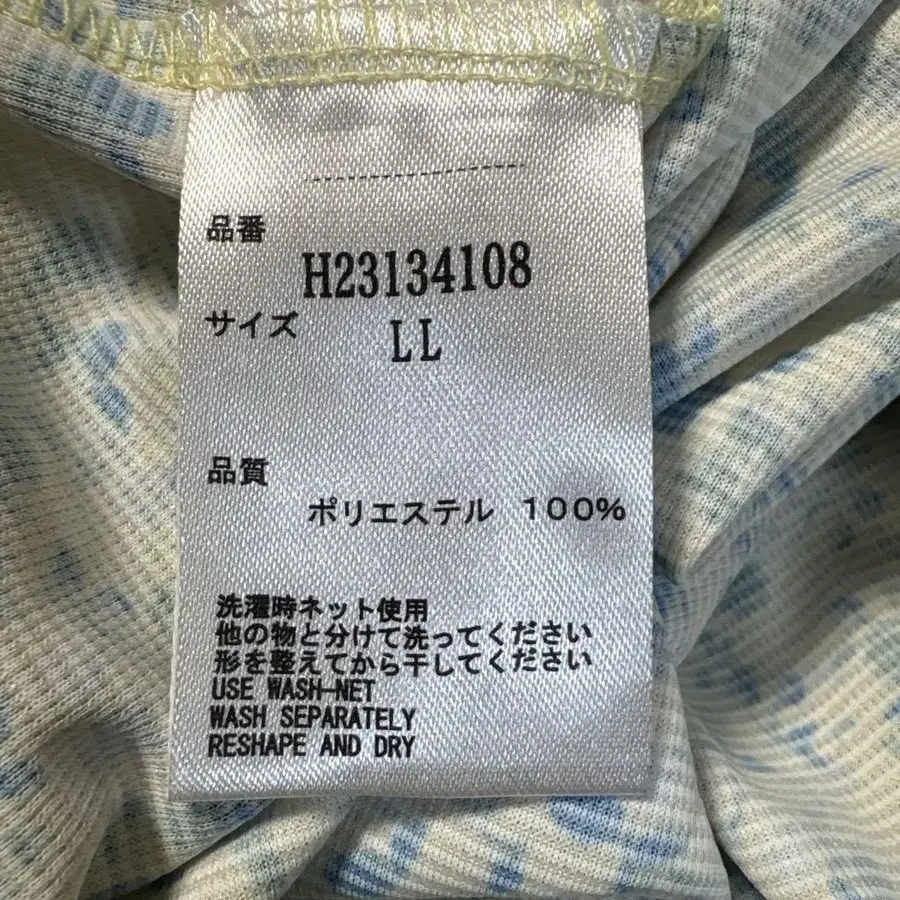 品番
H23134108
サイズ
LL
品質
ポリエステル 100%
洗濯時ネット使用
他の物と分けて洗ってください
形を整えてから干してください
USE WASH-NET
WASH SEPARATELY
RESHAPE AND DRY